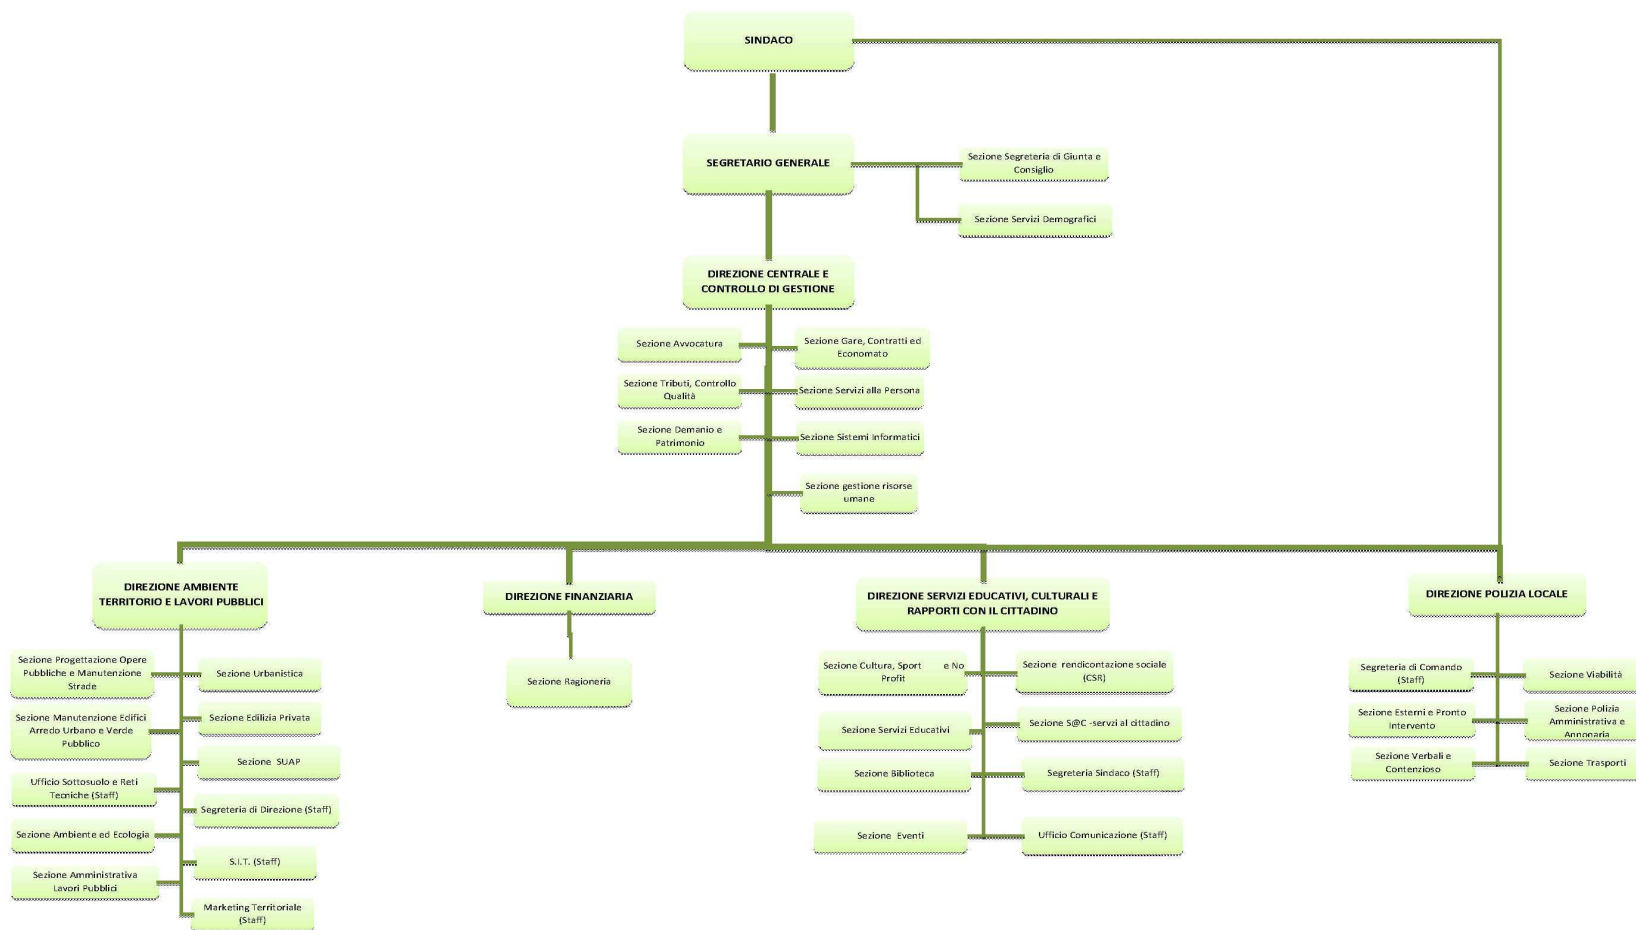 SINDACO
SEGRETARIO GENERALE
Sezione Segreteria di Giunta e
Consiglio
Sezione Servizi Demografici
DIREZIONE CENTRALE E
CONTROLLO DI GESTIONE
Sezione Avvocatura
Sezione Gare, Contratti ed
Economato
Sezione Tributi, Controllo
Qualità
Sezione Servizi alla Persona
Sezione Demanio e
Patrimonio
Sezione Sistemi Informatici
Sezione gestione risorse
umane
DIREZIONE AMBIENTE
TERRITORIO E LAVORI PUBBLICI
Sezione Progettazione Opere
Pubbliche e Manutenzione
Strade
Sezione Urbanistica
Sezione Manutenzione Edifici
Arredo Urbano e Verde
Pubblico
Sezione Edilizia Privata
Sezione SUAP
Ufficio Sottosuolo e Reti
Tecniche (Staff)
Segreteria di Direzione (Staff)
Sezione Ambiente ed Ecologia
S.I.T. (Staff)
Sezione Amministrativa
Lavori Pubblici
Marketing Territoriale
(Staff)
DIREZIONE FINANZIARIA
Sezione Ragioneria
DIREZIONE SERVIZI EDUCATIVI, CULTURALI E
RAPPORTI CON IL CITTADINO
Sezione Cultura, Sport e No
Profit
Sezione rendicontazione sociale
(CSR)
Sezione Servizi Educativi
Sezione S@C -servzi al cittadino
Sezione Biblioteca
Segreteria Sindaco (Staff)
Sezione Eventi
Ufficio Comunicazione (Staff)
DIREZIONE POLIZIA LOCALE
Segreteria di Comando
(Staff)
Sezione Viabilità
Sezione Esterni e Pronto
Intervento
Sezione Polizia
Amministrativa e
Annonaria
Sezione Verbali e
Contenzioso
Sezione Trasporti